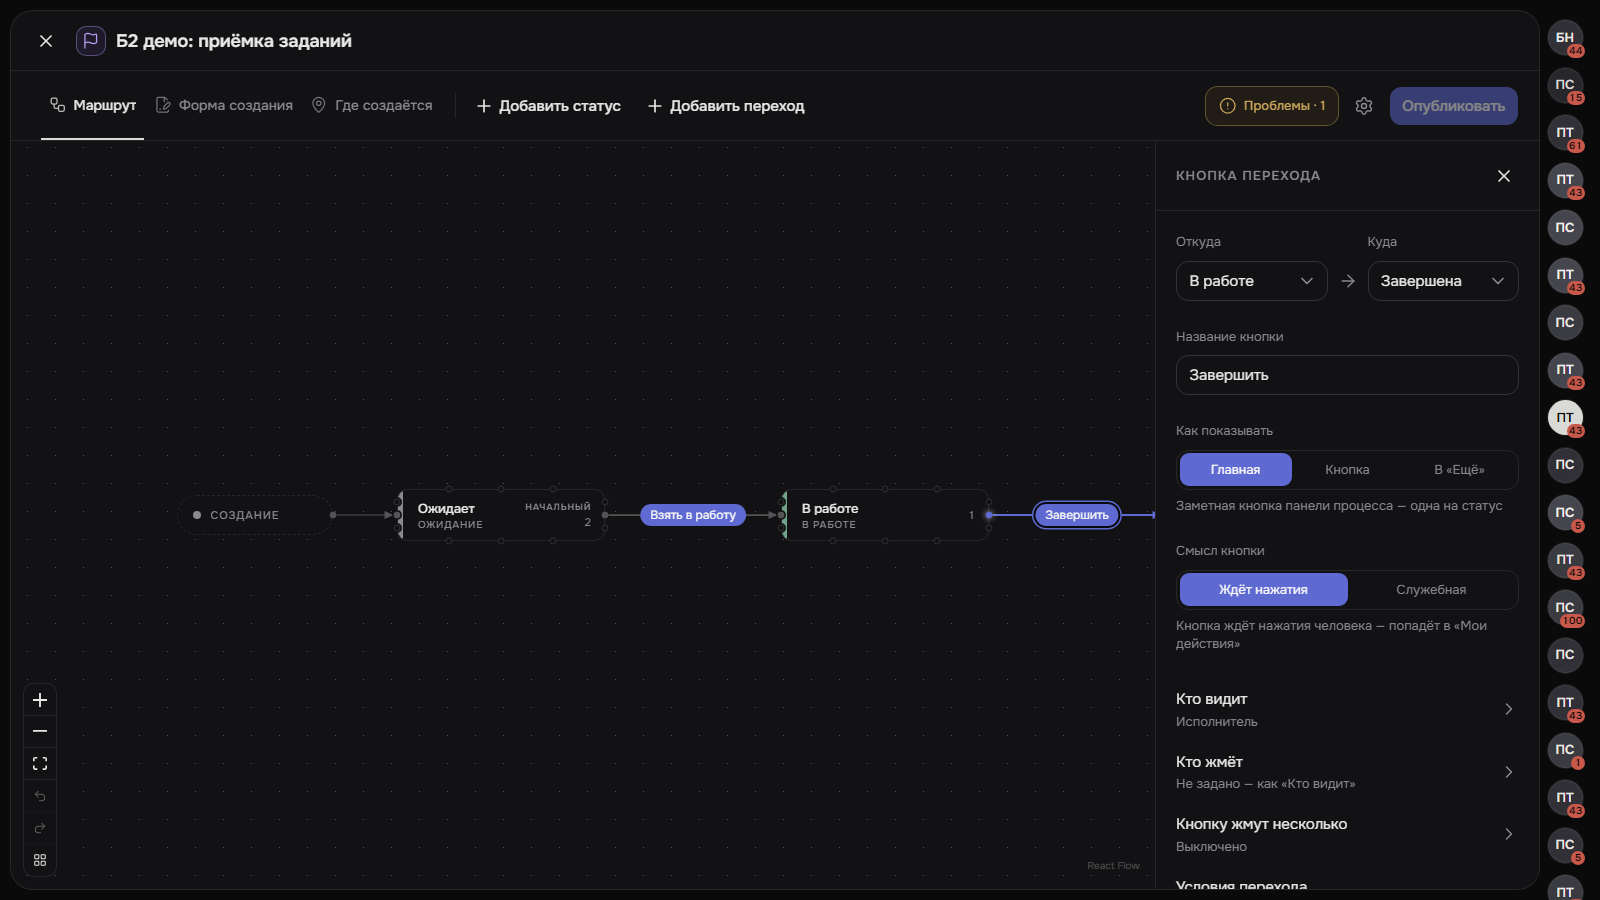 Б2 демо: приёмка заданий
Маршрут
Форма создания
Где создаётся
Добавить статус
Добавить переход
Проблемы · 1
Опубликовать
КНОПКА ПЕРЕХОДА
Откуда
Куда
В работе
Завершена
Название кнопки
Завершить
Как показывать
Главная
Кнопка
В «Ещё»
Заметная кнопка панели процесса — одна на статус
Смысл кнопки
Ждёт нажатия
Служебная
Кнопка ждёт нажатия человека — попадёт в «Мои
действия»
Кто видит
Исполнитель
Кто жмёт
Не задано — как «Кто видит»
Кнопку жмут несколько
Выключено
Условия перехода
СОЗДАНИЕ
Ожидает
ОЖИДАНИЕ
НАЧАЛЬНЫЙ
2
Взять в работу
В работе
В РАБОТЕ
1
Завершить
React Flow
БН
44
ПС
15
ПТ
61
ПТ
43
ПС
ПТ
43
ПС
ПТ
43
ПТ
43
ПС
ПС
5
ПТ
43
ПС
100
ПС
ПТ
43
ПС
1
ПТ
43
ПС
5
ПТ